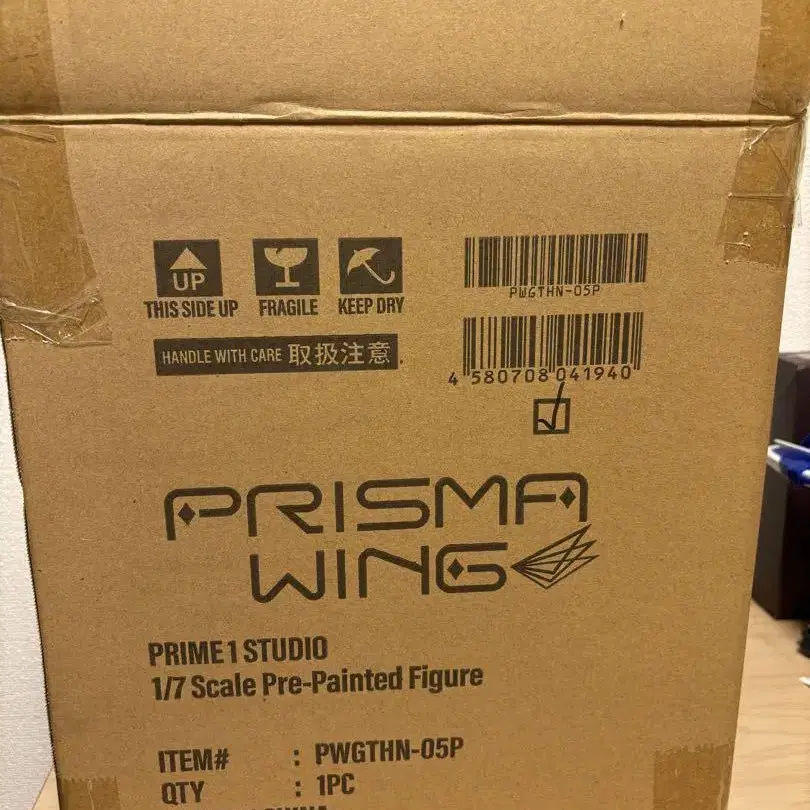 UP
THIS SIDE UP
FRAGILE
KEEP DRY
HANDLE WITH CARE 取扱注意
PWGTHN-05P
4 580708 041940
PRISMA
WING
PRIME 1 STUDIO
1/7 Scale Pre-Painted Figure
ITEM# : PWGTHN-05P
QTY : 1PC